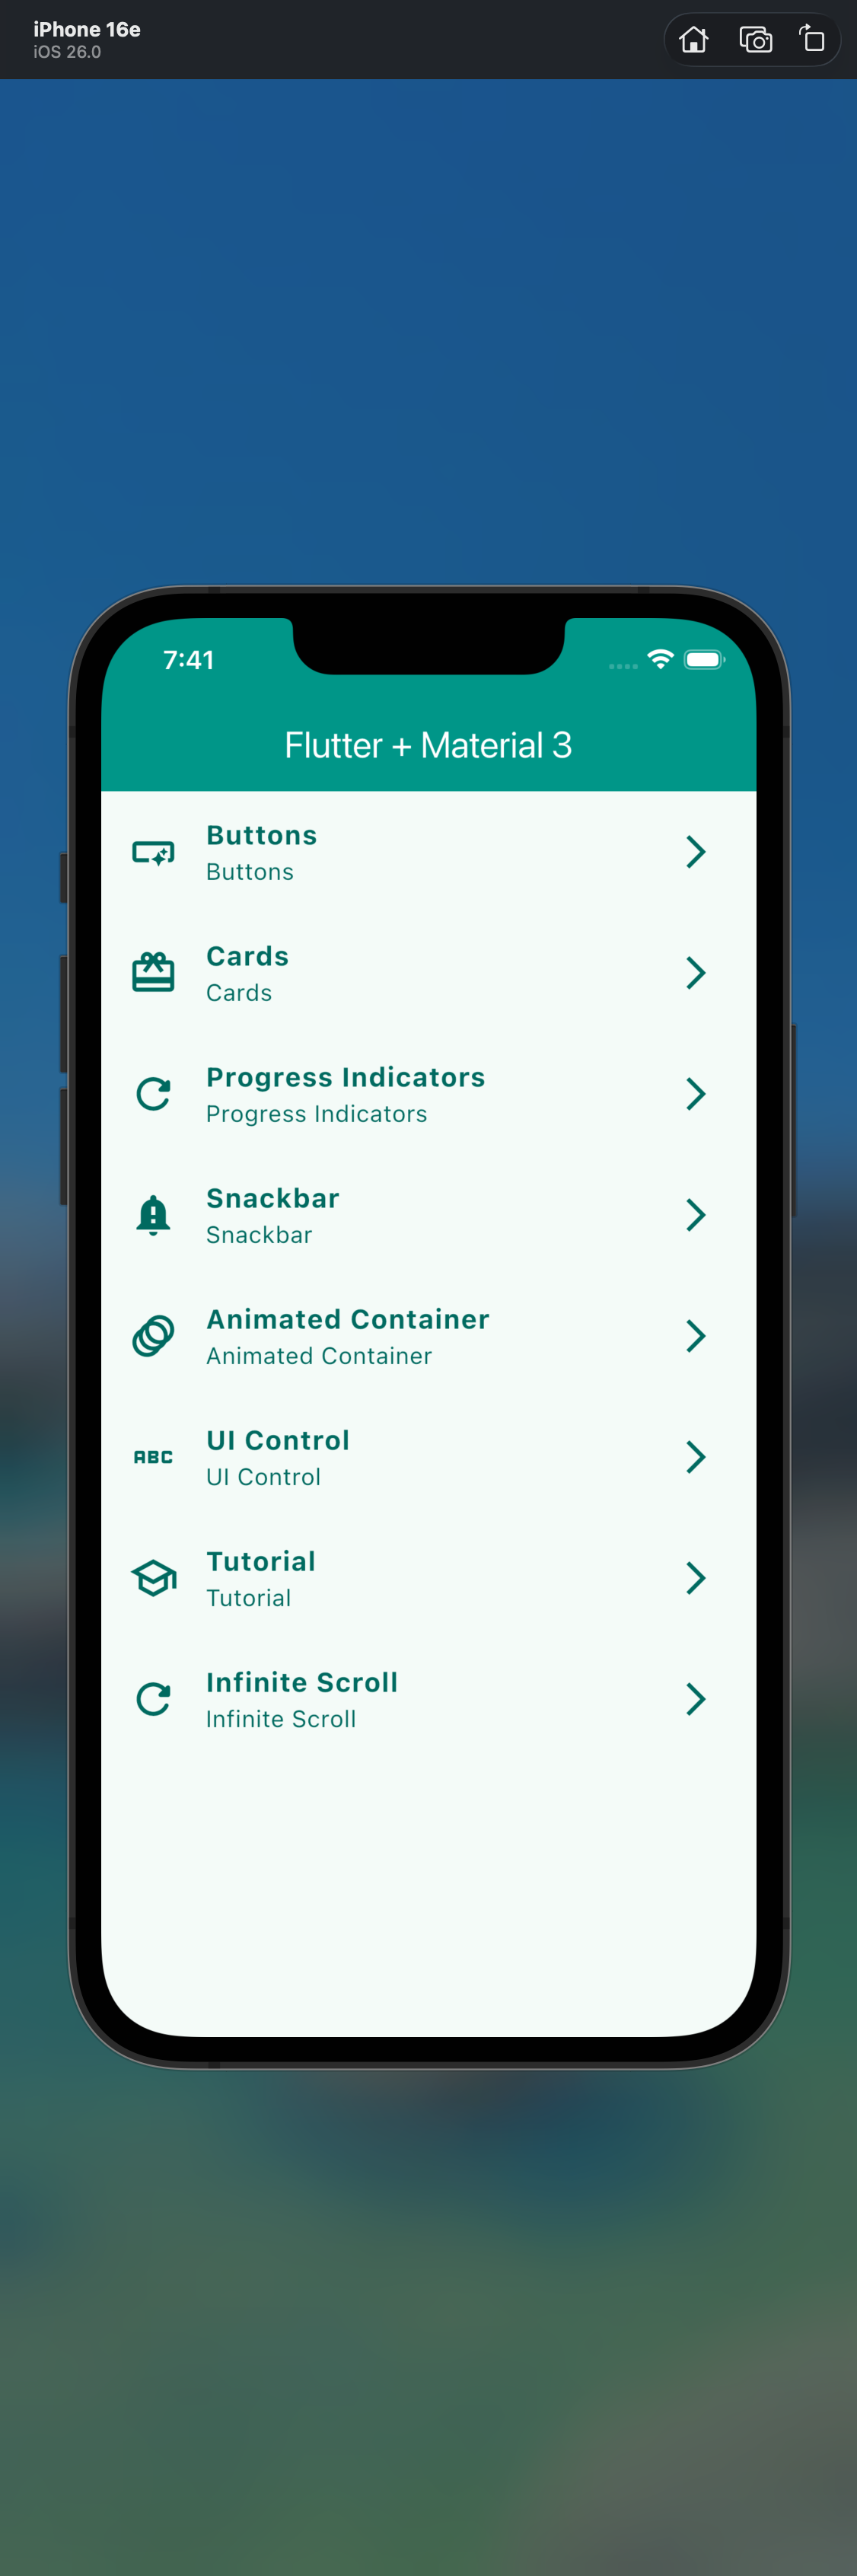 iPhone 16e
iOS 26.0
7:41
Flutter + Material 3
Buttons
Buttons
Cards
Cards
Progress Indicators
Progress Indicators
Snackbar
Snackbar
Animated Container
Animated Container
ABC
UI Control
UI Control
Tutorial
Tutorial
Infinite Scroll
Infinite Scroll